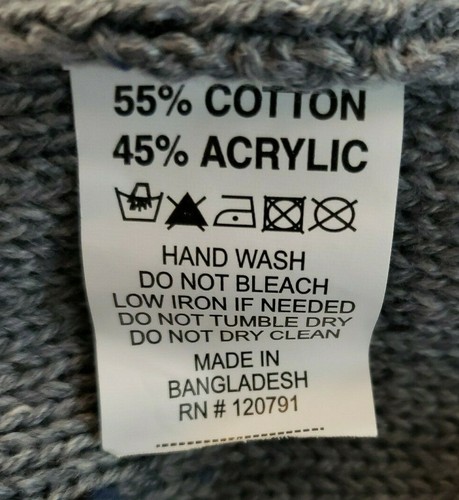 55% COTTON
45% ACRYLIC
HAND WASH
DO NOT BLEACH
LOW IRON IF NEEDED
DO NOT TUMBLE DRY
DO NOT DRY CLEAN
MADE IN
BANGLADESH
RN # 120791